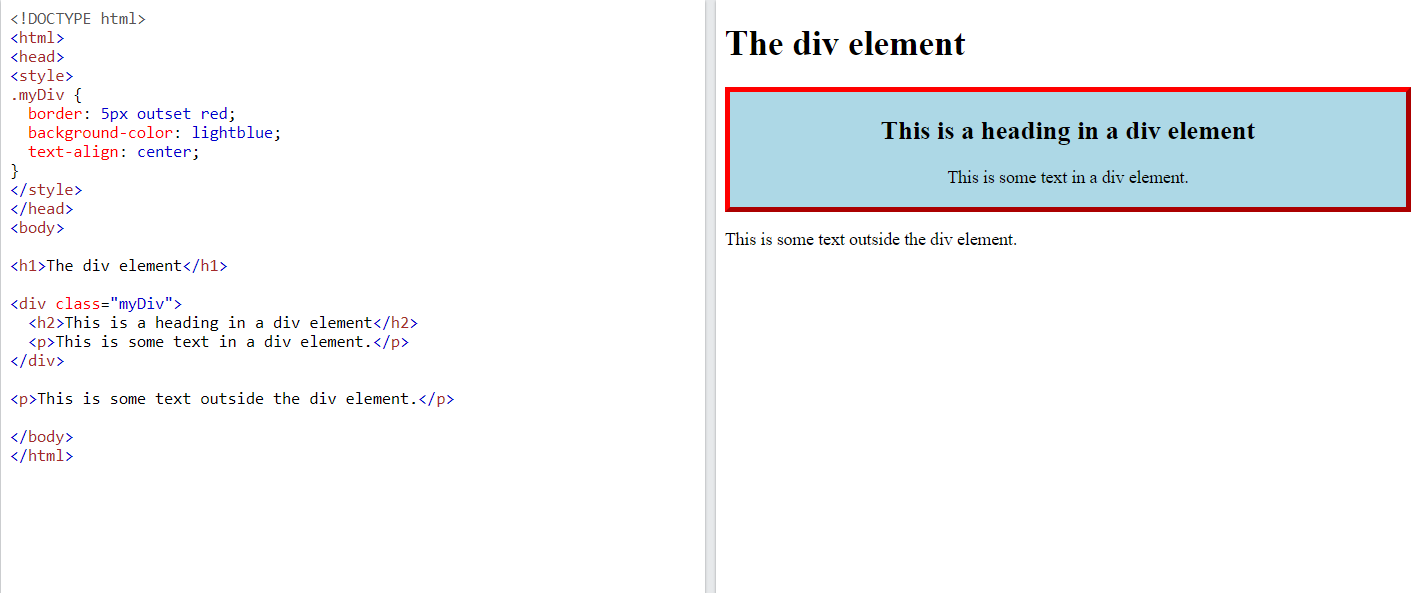 <!DOCTYPE html>
<html>
<head>
<style>
.myDiv {
  border: 5px outset red;
  background-color: lightblue;
  text-align: center;
}
</style>
</head>
<body>

<h1>The div element</h1>

<div class="myDiv">
  <h2>This is a heading in a div element</h2>
  <p>This is some text in a div element.</p>
</div>

<p>This is some text outside the div element.</p>

</body>
</html>
The div element
This is a heading in a div element
This is some text in a div element.
This is some text outside the div element.